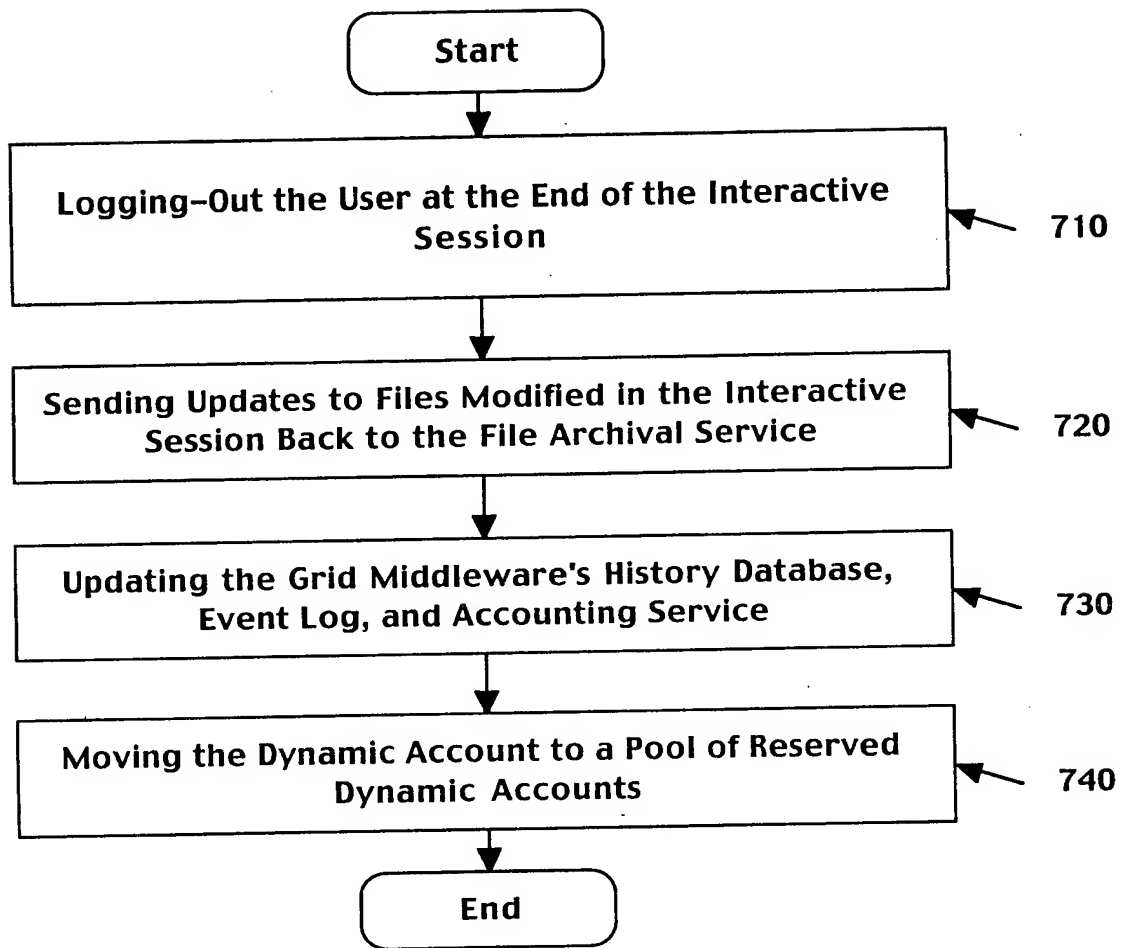 Start
Logging-Out the User at the End of the Interactive
Session
710
Sending Updates to Files Modified in the Interactive
Session Back to the File Archival Service
720
Updating the Grid Middleware's History Database,
Event Log, and Accounting Service
730
Moving the Dynamic Account to a Pool of Reserved
Dynamic Accounts
740
End